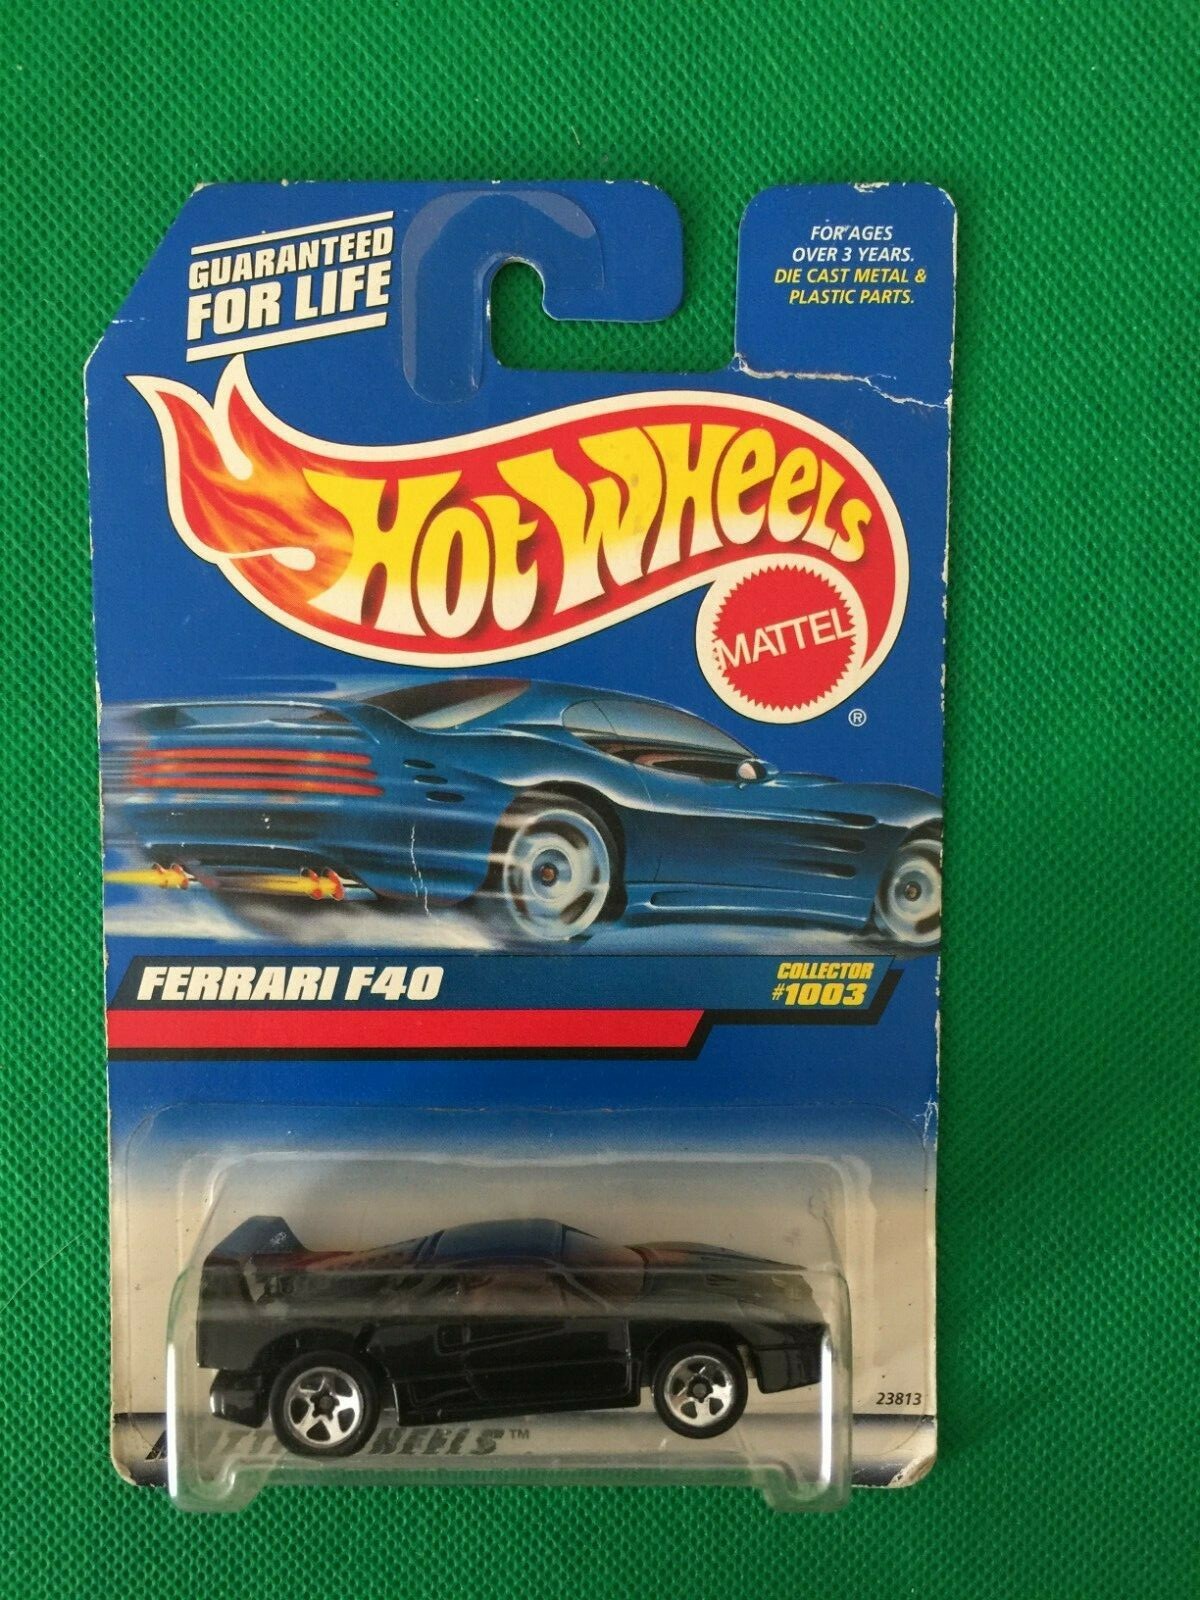 GUARANTEED
FOR LIFE
FOR AGES
OVER 3 YEARS.
DIE CAST METAL &
PLASTIC PARTS.
HOT WHEELS
MATTEL
®
FERRARI F40
COLLECTOR
#1003
23813
WHEELS™